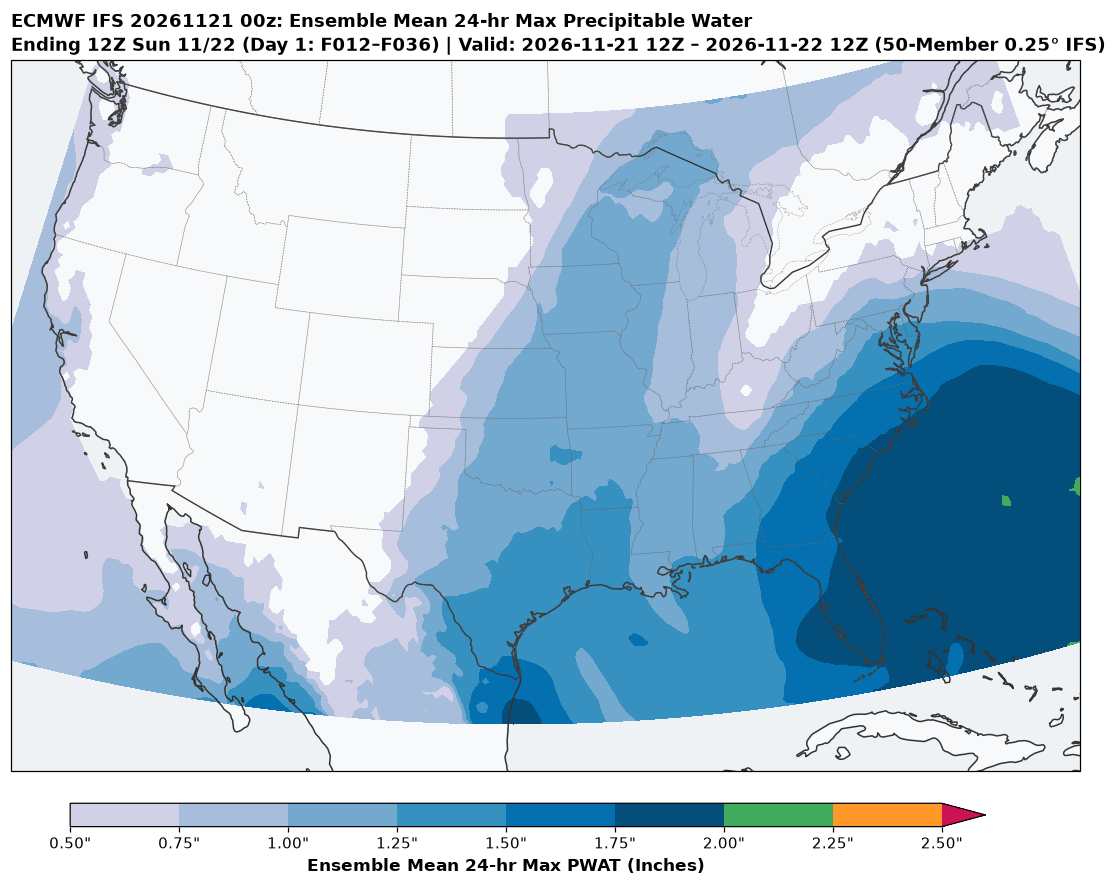 ECMWF IFS 20261121 00z: Ensemble Mean 24-hr Max Precipitable Water
Ending 12Z Sun 11/22 (Day 1: F012–F036) | Valid: 2026-11-21 12Z – 2026-11-22 12Z (50-Member 0.25° IFS)
0.50" 0.75" 1.00" 1.25" 1.50" 1.75" 2.00" 2.25" 2.50"
Ensemble Mean 24-hr Max PWAT (Inches)